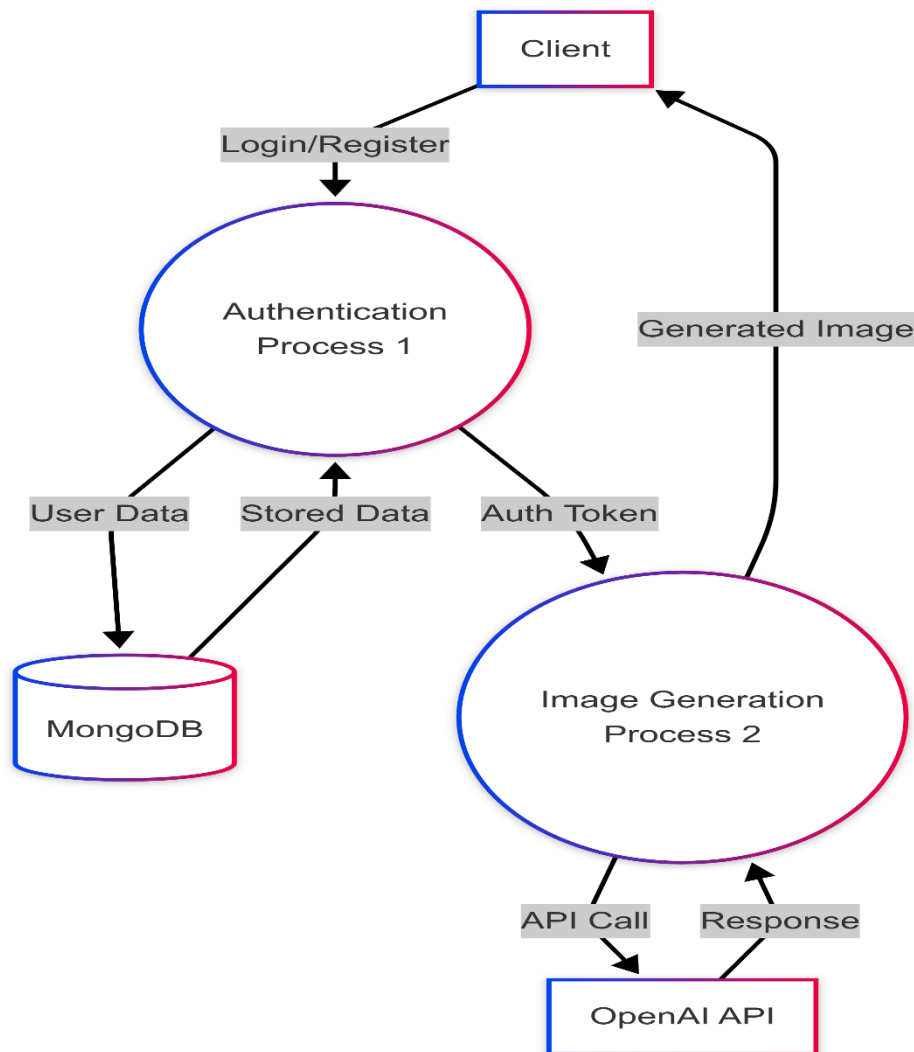 Client
Login/Register
Authentication
Process 1
Generated Image
User Data
Stored Data
Auth Token
MongoDB
Image Generation
Process 2
API Call
Response
OpenAI API